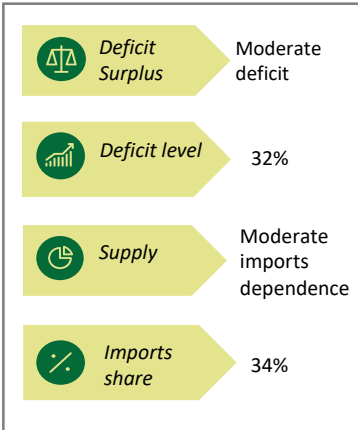 Deficit
Surplus
Moderate
deficit
Deficit level
32%
Supply
Moderate
imports
dependence
Imports
share
34%